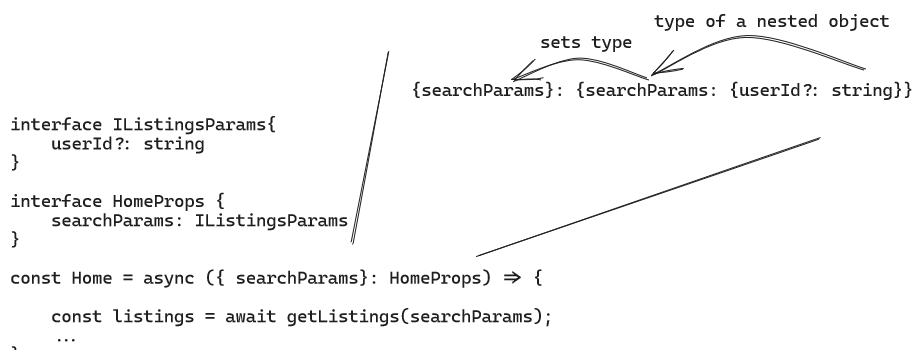 type of a nested object
sets type
{searchParams}: {searchParams: {userId?: string}}
interface IListingsParams{
    userId?: string
}
interface HomeProps {
    searchParams: IListingsParams
}
const Home = async ({ searchParams}: HomeProps) => {
    const listings = await getListings(searchParams);
    ...
}